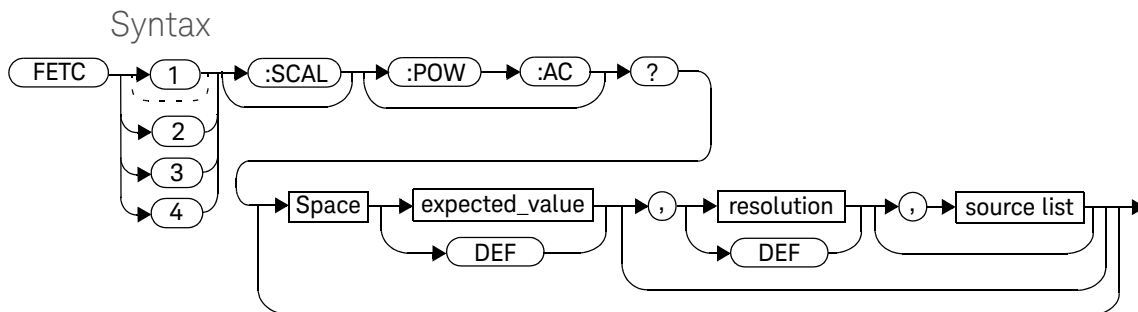 Syntax
FETC 1 :SCAL :POW :AC ?
2
3
4
Space expected_value , resolution , source list
DEF DEF